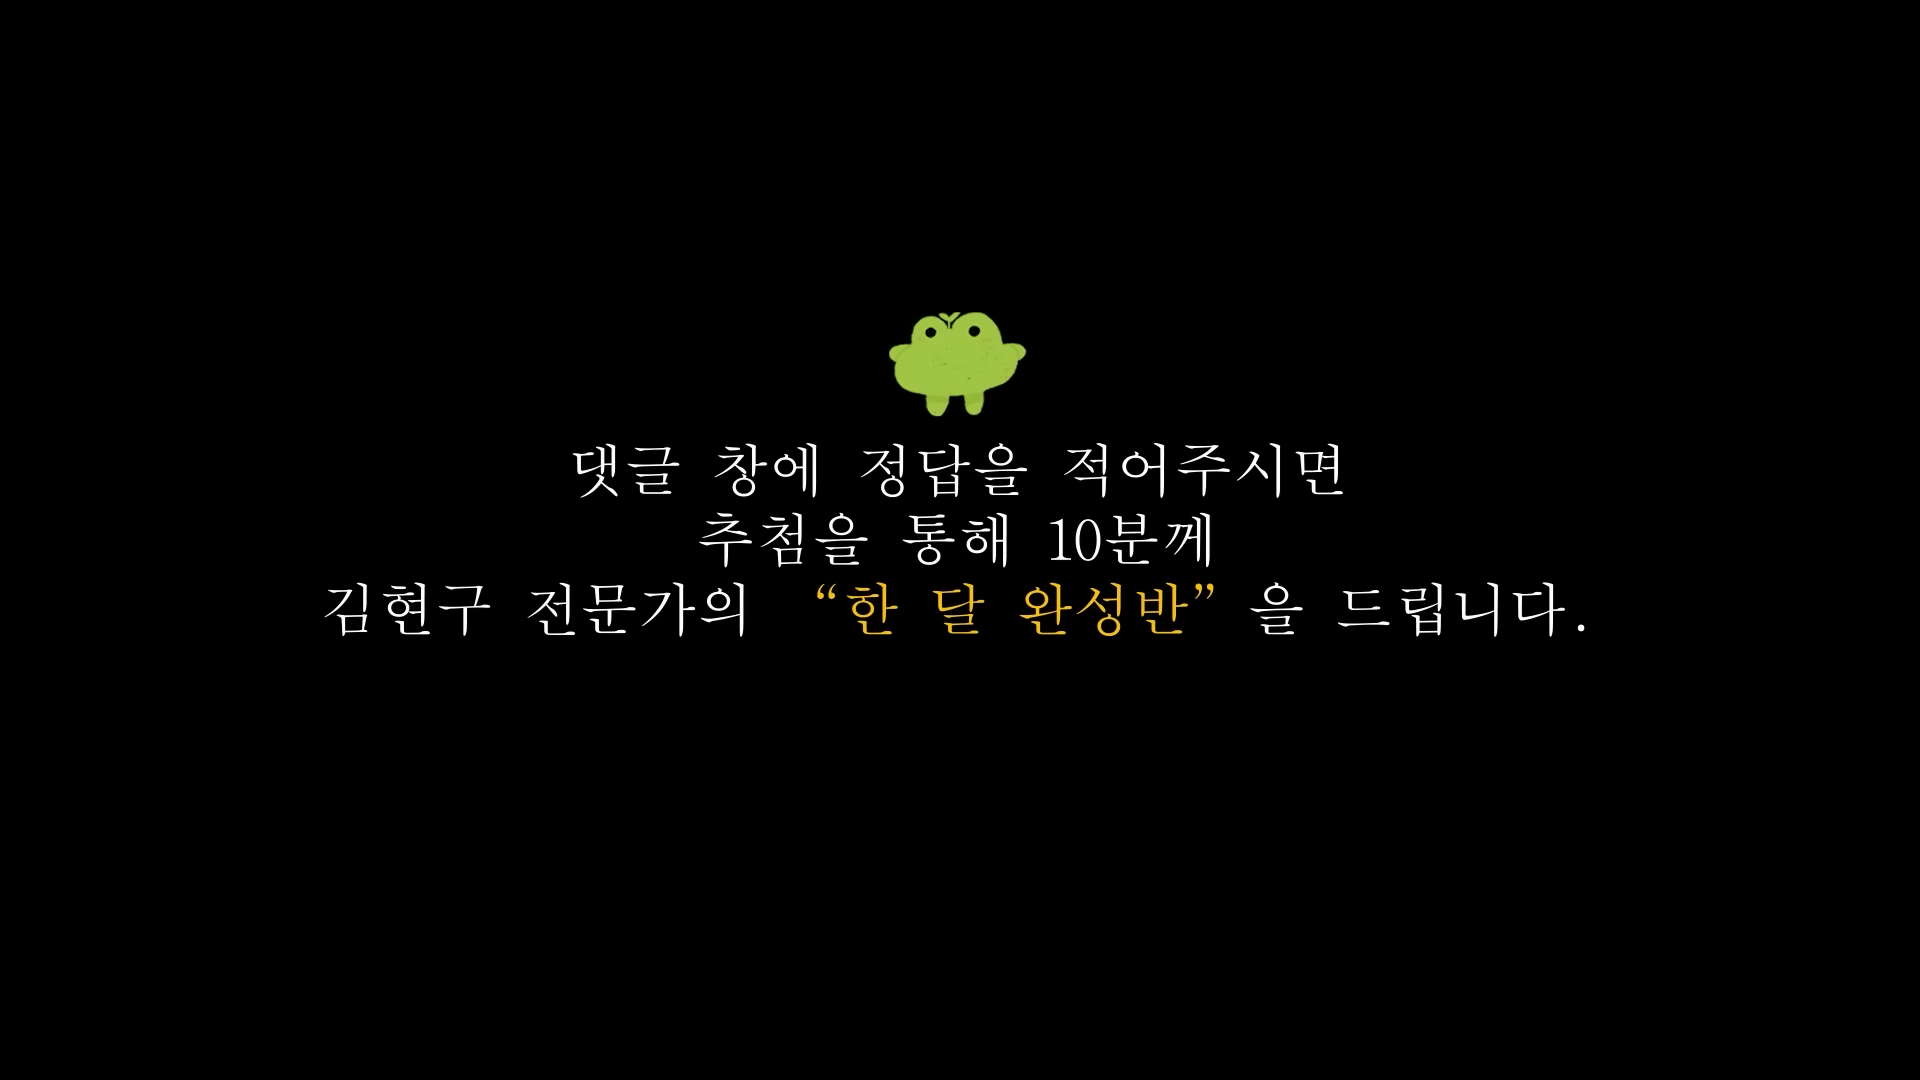 댓글 창에 정답을 적어주시면
추첨을 통해 10분께
김현구 전문가의 “한 달 완성반” 을 드립니다.